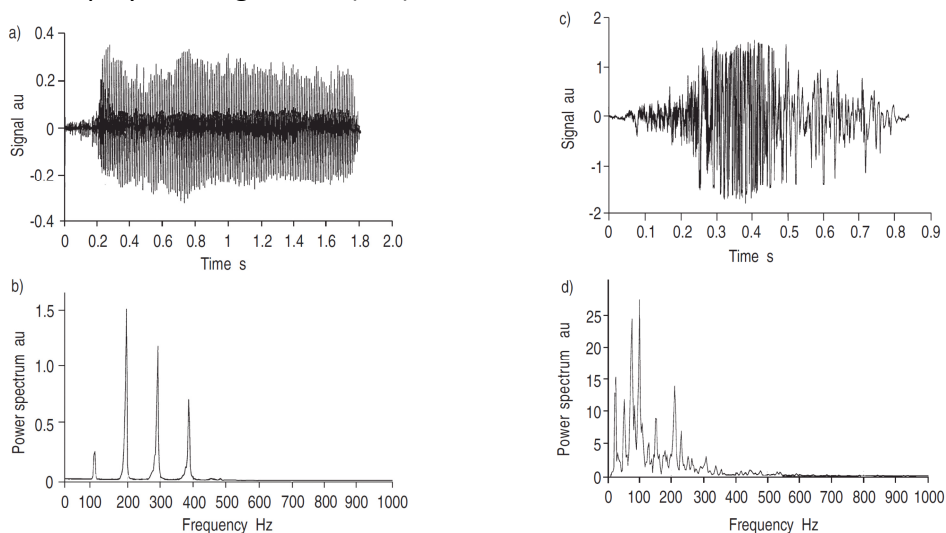 a)
Signal au
0.4
0.2
0
-0.2
-0.4
0 0.2 0.4 0.6 0.8 1 1.2 1.4 1.6 1.8 2.0
Time s
c)
Signal au
2
1
0
-1
-2
0 0.1 0.2 0.3 0.4 0.5 0.6 0.7 0.8 0.9
Time s
b)
Power spectrum au
1.5
1.0
0.5
0
0 100 200 300 400 500 600 700 800 900 1000
Frequency Hz
d)
Power spectrum au
25
20
15
10
5
0
0 100 200 300 400 500 600 700 800 900 1000
Frequency Hz